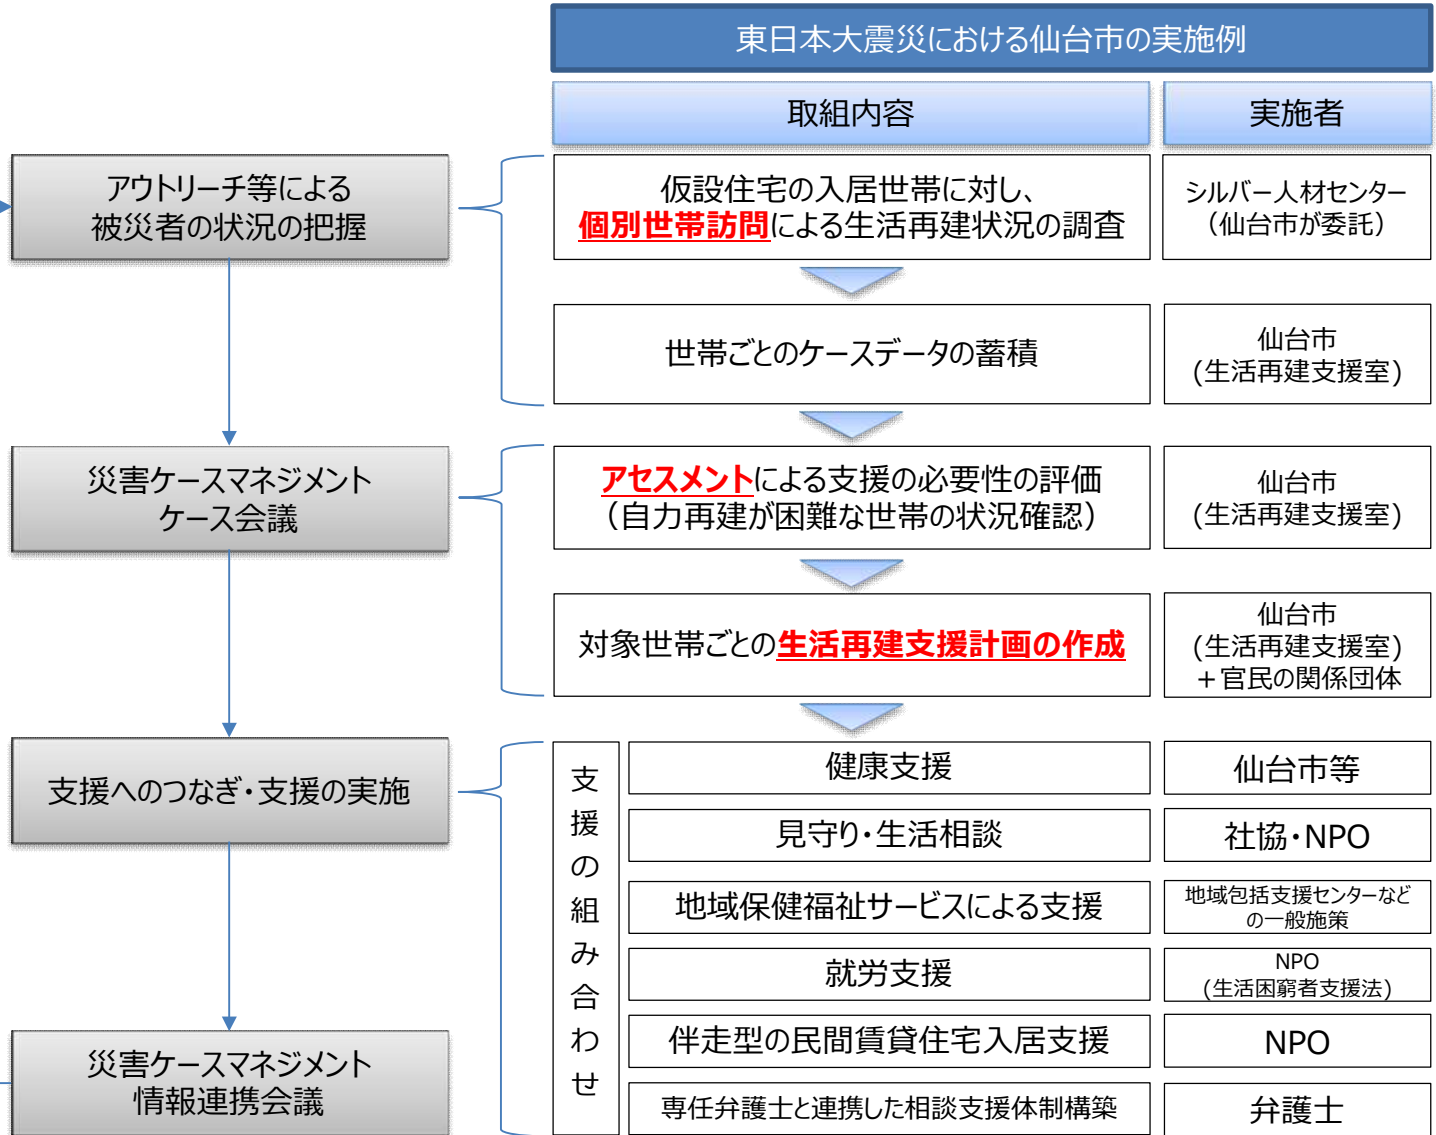 東日本大震災における仙台市の実施例
取組内容
実施者
アウトリーチ等による
被災者の状況の把握
仮設住宅の入居世帯に対し、
個別世帯訪問による生活再建状況の調査
シルバー人材センター
（仙台市が委託）
世帯ごとのケースデータの蓄積
仙台市
(生活再建支援室)
災害ケースマネジメント
ケース会議
アセスメントによる支援の必要性の評価
（自力再建が困難な世帯の状況確認）
仙台市
(生活再建支援室)
対象世帯ごとの生活再建支援計画の作成
仙台市
(生活再建支援室)
＋官民の関係団体
支援へのつなぎ・支援の実施
支援の組み合わせ
健康支援
仙台市等
見守り・生活相談
社協・NPO
地域保健福祉サービスによる支援
地域包括支援センターなど
の一般施策
就労支援
NPO
(生活困窮者支援法)
伴走型の民間賃貸住宅入居支援
NPO
災害ケースマネジメント
情報連携会議
専任弁護士と連携した相談支援体制構築
弁護士